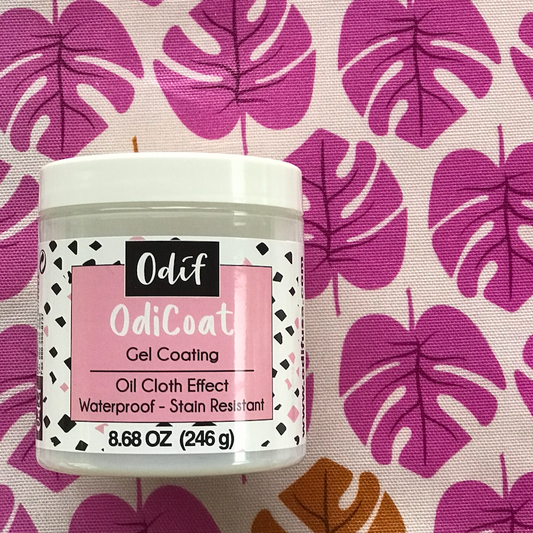 Odif
OdiCoat
Gel Coating
Oil Cloth Effect
Waterproof - Stain Resistant
8.68 OZ (246 g)